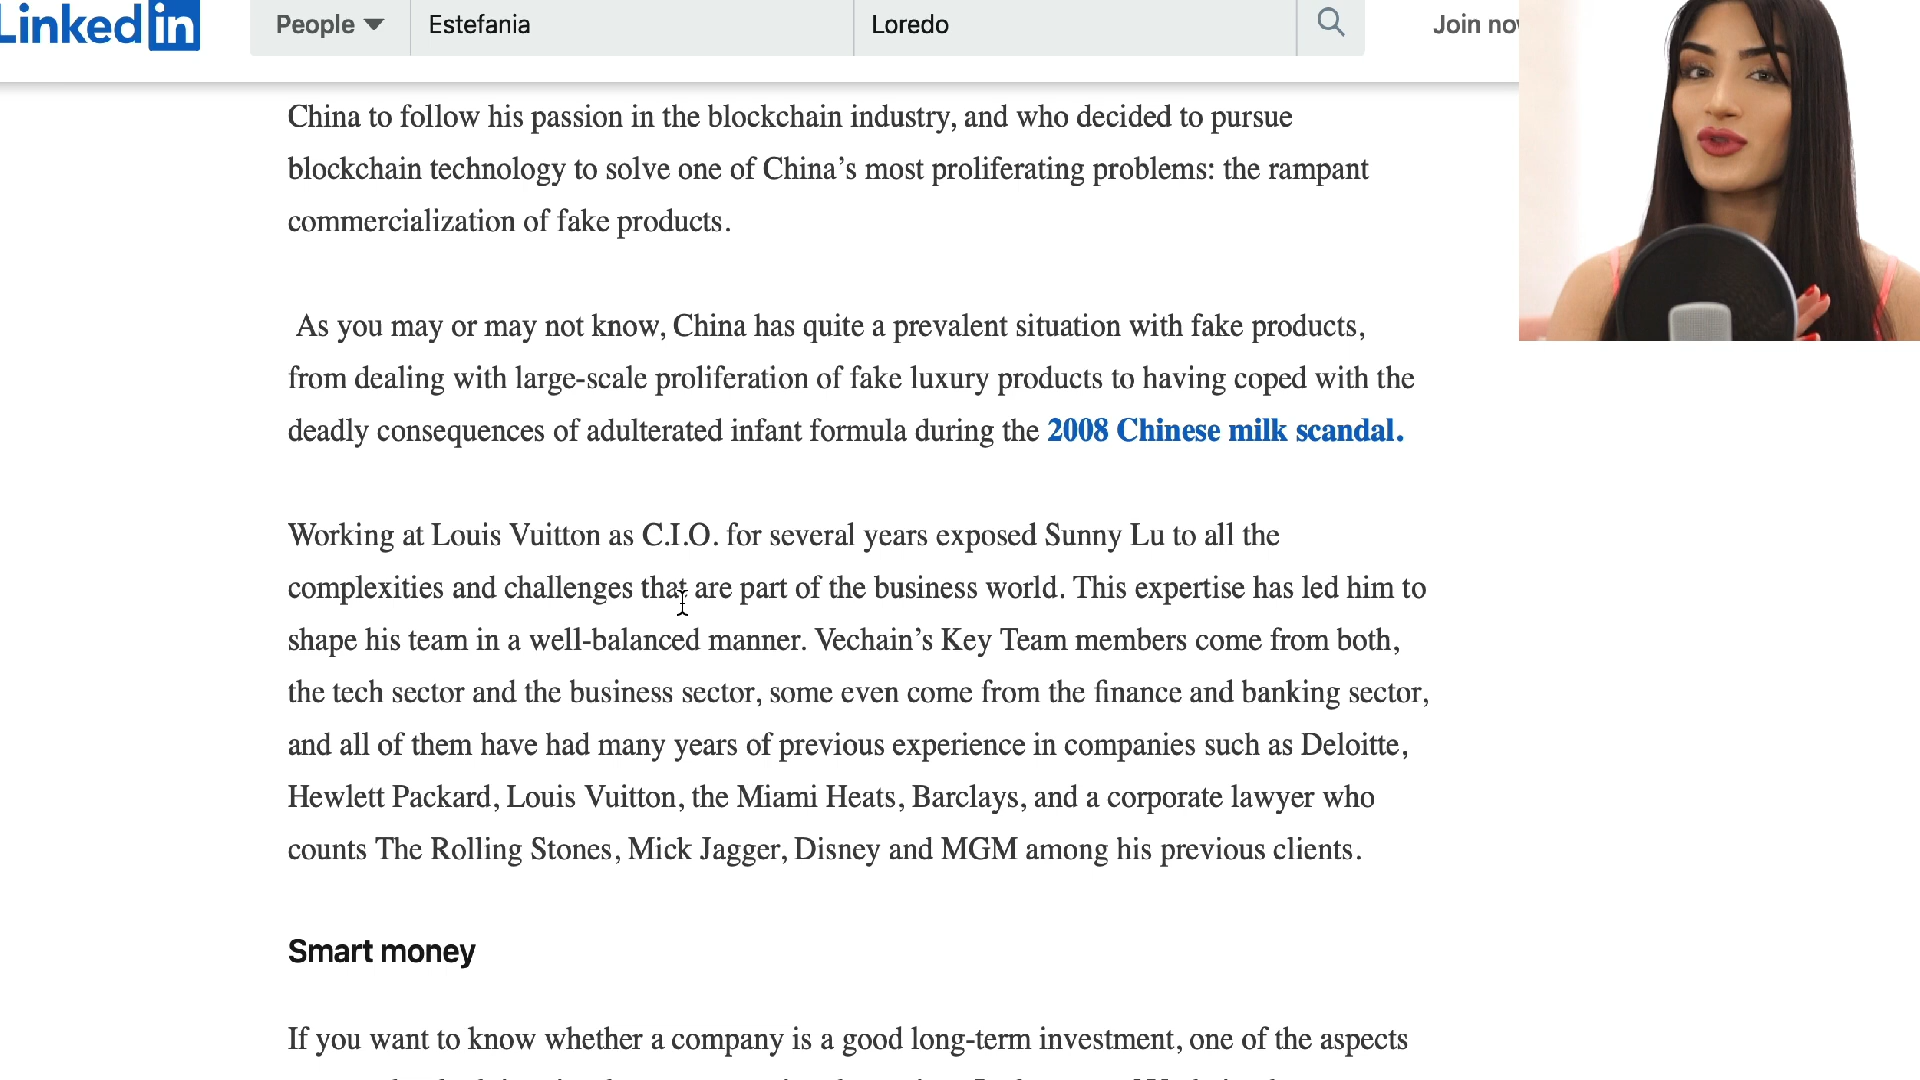 Linked in
People Estefania Loredo Join now
China to follow his passion in the blockchain industry, and who decided to pursue
blockchain technology to solve one of China’s most proliferating problems: the rampant
commercialization of fake products.
As you may or may not know, China has quite a prevalent situation with fake products,
from dealing with large-scale proliferation of fake luxury products to having coped with the
deadly consequences of adulterated infant formula during the 2008 Chinese milk scandal.
Working at Louis Vuitton as C.I.O. for several years exposed Sunny Lu to all the
complexities and challenges that are part of the business world. This expertise has led him to
shape his team in a well-balanced manner. Vechain’s Key Team members come from both,
the tech sector and the business sector, some even come from the finance and banking sector,
and all of them have had many years of previous experience in companies such as Deloitte,
Hewlett Packard, Louis Vuitton, the Miami Heats, Barclays, and a corporate lawyer who
counts The Rolling Stones, Mick Jagger, Disney and MGM among his previous clients.
Smart money
If you want to know whether a company is a good long-term investment, one of the aspects